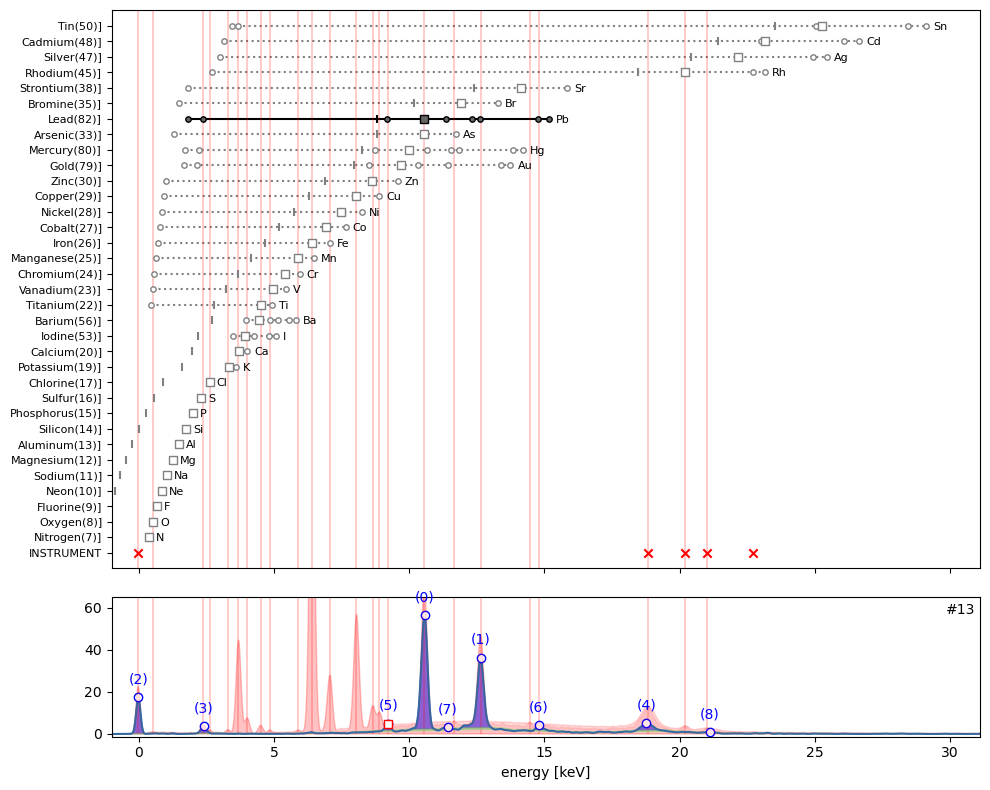 Tin(50)] Sn
Cadmium(48)] Cd
Silver(47)] Ag
Rhodium(45)] Rh
Strontium(38)] Sr
Bromine(35)] Br
Lead(82)] Pb
Arsenic(33)] As
Mercury(80)] Hg
Gold(79)] Au
Zinc(30)] Zn
Copper(29)] Cu
Nickel(28)] Ni
Cobalt(27)] Co
Iron(26)] Fe
Manganese(25)] Mn
Chromium(24)] Cr
Vanadium(23)] V
Titanium(22)] Ti
Barium(56)] Ba
Iodine(53)] I
Calcium(20)] Ca
Potassium(19)] K
Chlorine(17)] Cl
Sulfur(16)] S
Phosphorus(15)] P
Silicon(14)] Si
Aluminum(13)] Al
Magnesium(12)] Mg
Sodium(11)] Na
Neon(10)] Ne
Fluorine(9)] F
Oxygen(8)] O
Nitrogen(7)] N
INSTRUMENT
#13
60
40
20
0
(2) (3) (5) (0) (7) (1) (6) (4) (8)
0 5 10 15 20 25 30
energy [keV]